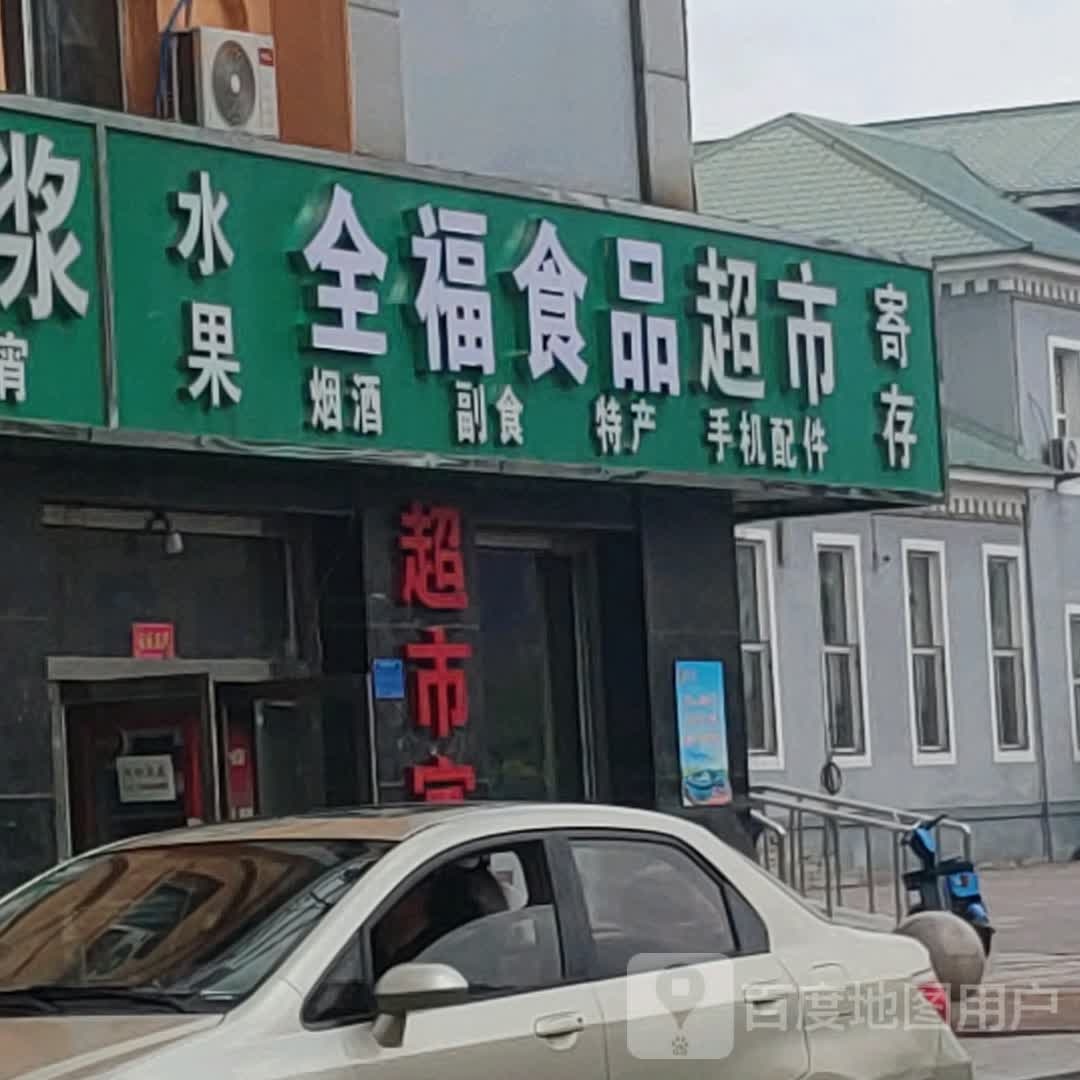 浆
宵
水果
全福食品超市
寄存
烟酒 副食 特产 手机配件
超市
百度地图用户